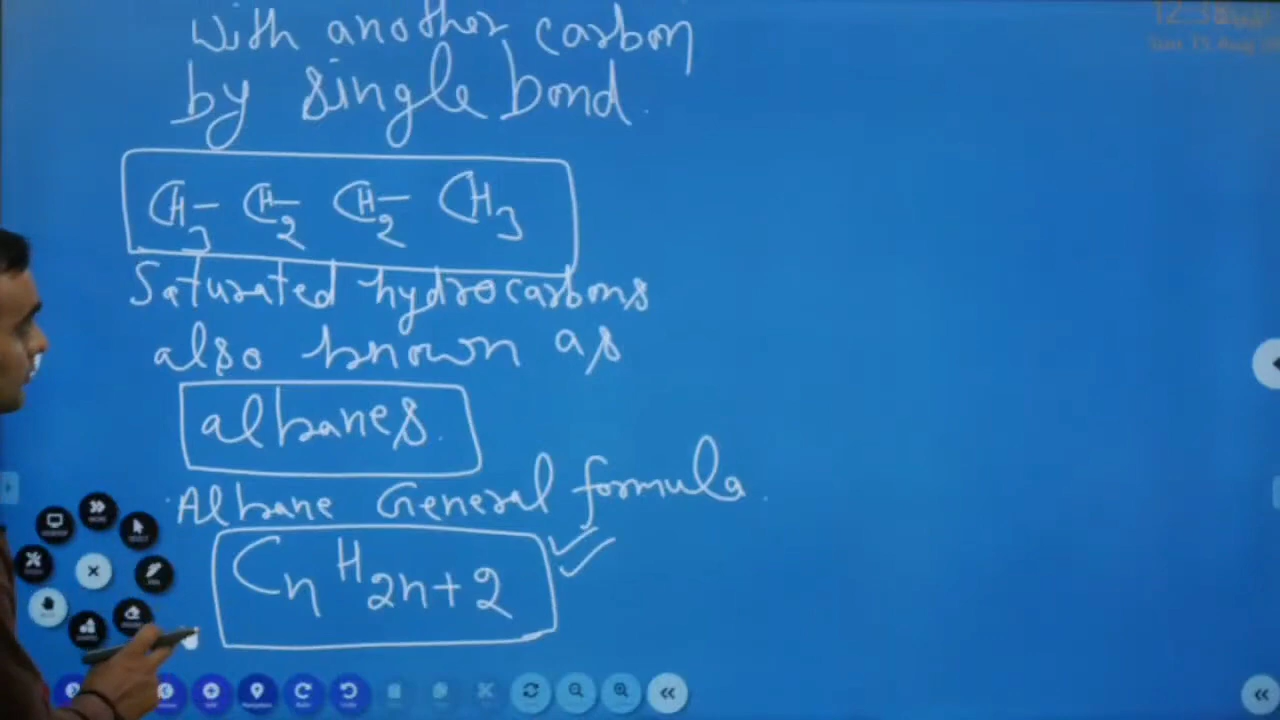 with another carbon
by single bond.
CH3- CH2- CH2- CH3
Saturated hydrocarbons
also known as
alkanes.
Alkane General formula.
CnH2n+2